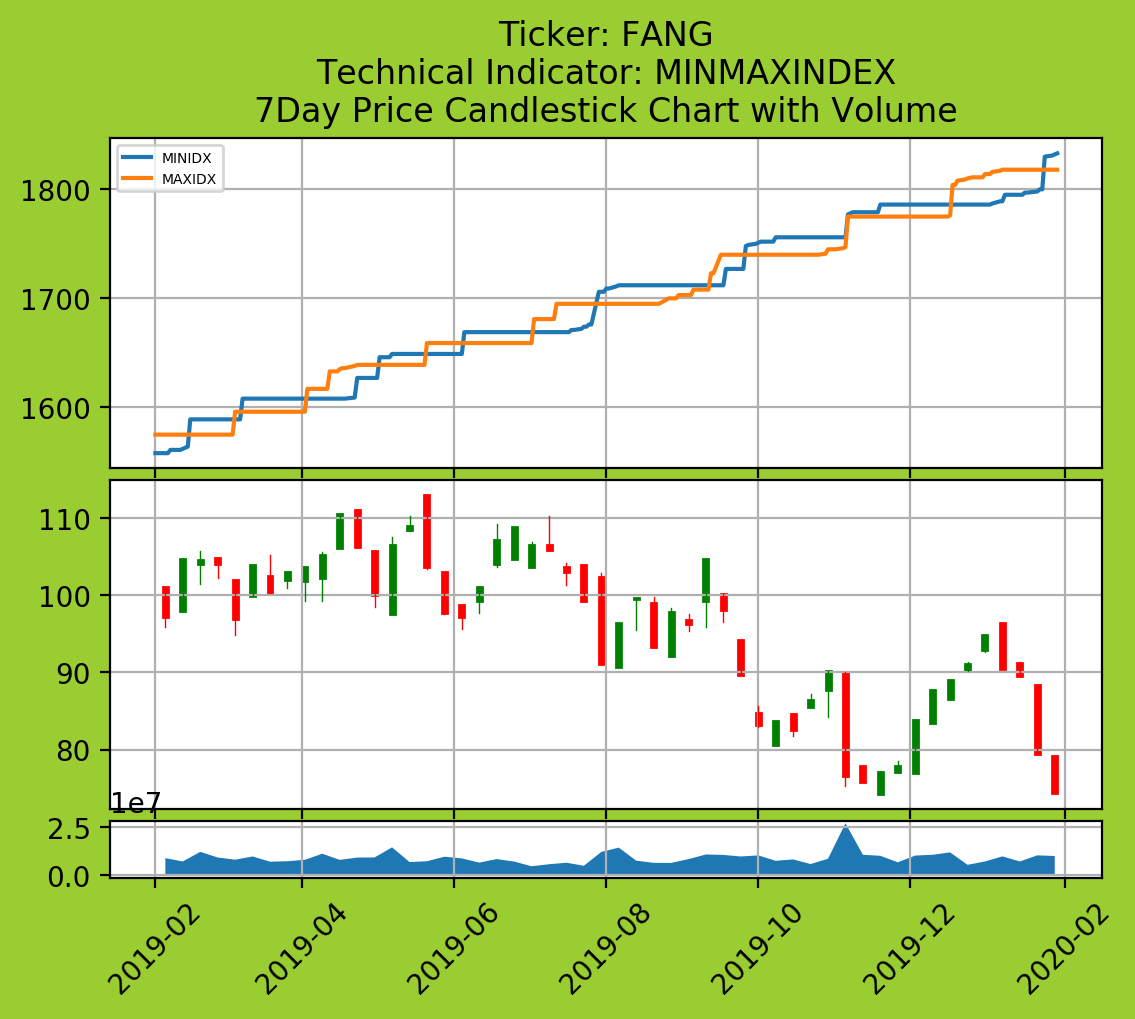 Ticker: FANG
Technical Indicator: MINMAXINDEX
7Day Price Candlestick Chart with Volume
MINIDX
MAXIDX
1800
1700
1600
110
100
90
80
1e7
2.5
0.0
2019-02
2019-04
2019-06
2019-08
2019-10
2019-12
2020-02